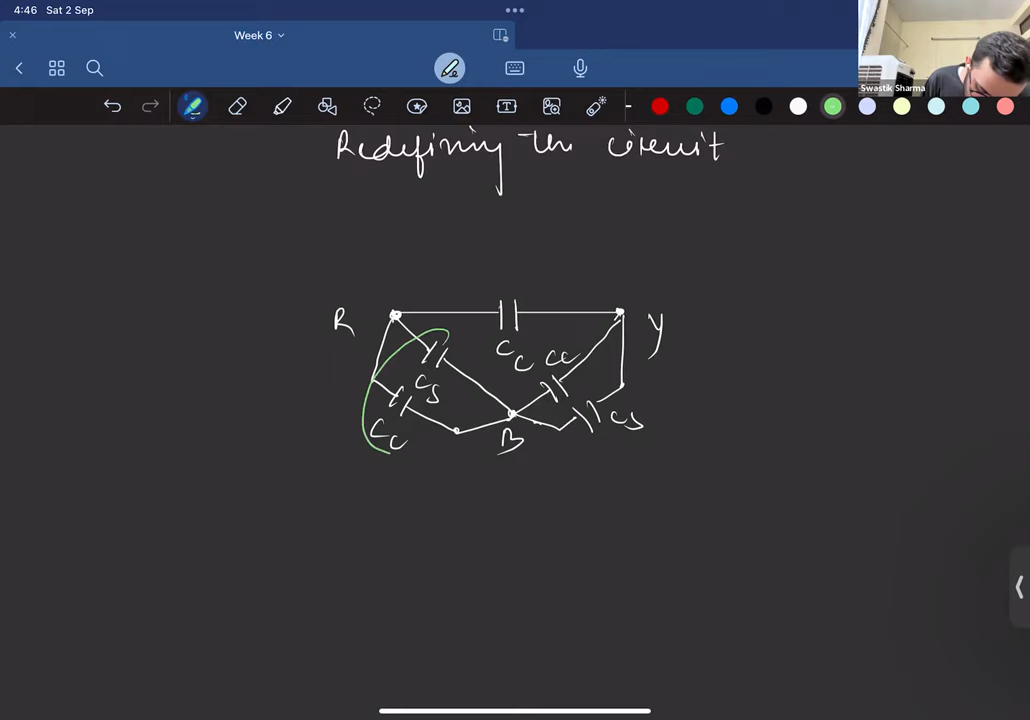 4:46 Sat 2 Sep
Week 6
Swastik Sharma
Redefining the circuit
R
Y
Cc
Cc
Cs
Cs
Cc
B